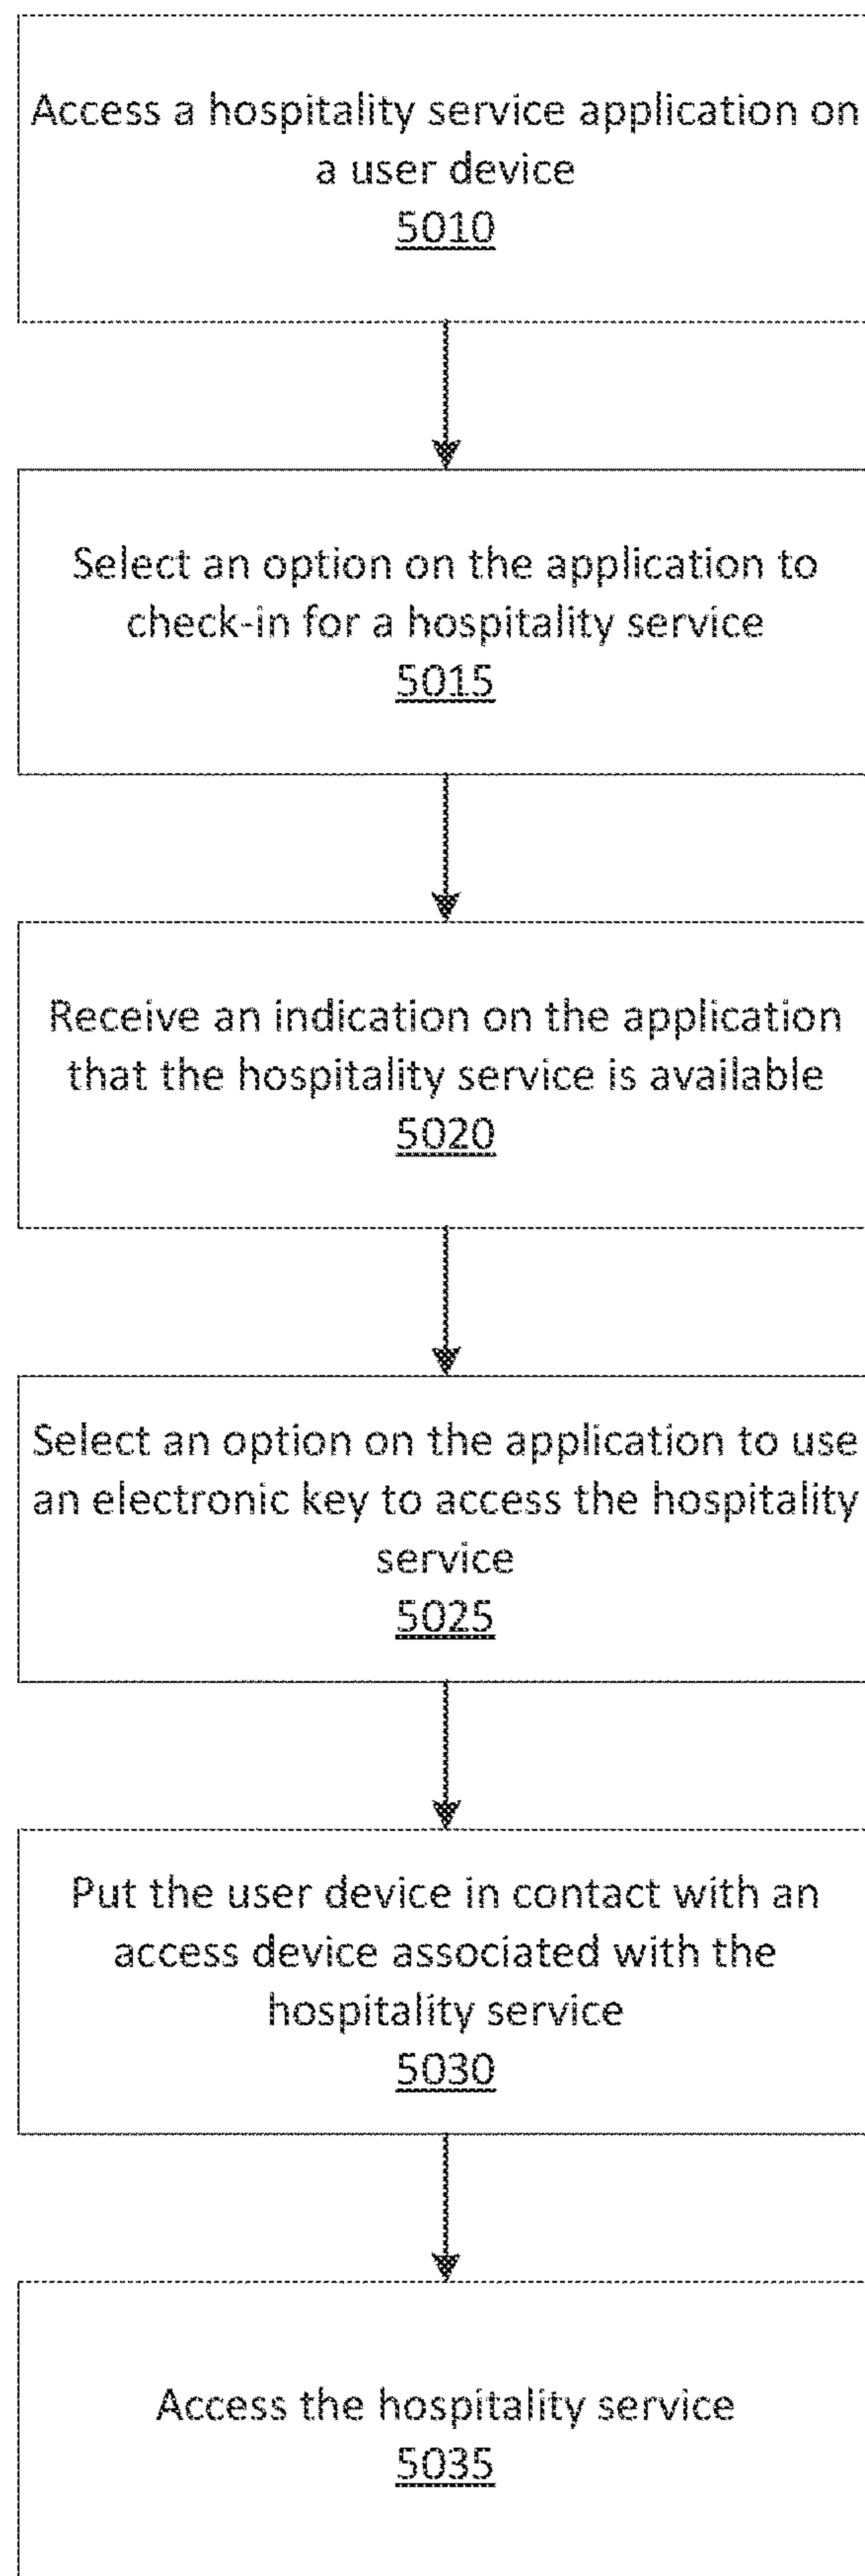 Access a hospitality service application on
a user device
5010
Select an option on the application to
check-in for a hospitality service
5015
Receive an indication on the application
that the hospitality service is available
5020
Select an option on the application to use
an electronic key to access the hospitality
service
5025
Put the user device in contact with an
access device associated with the
hospitality service
5030
Access the hospitality service
5035